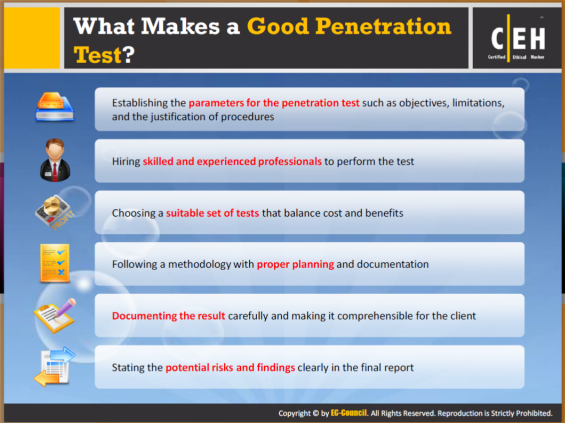 What Makes a Good Penetration
Test?
C EH
Certified Ethical Hacker
Establishing the parameters for the penetration test such as objectives, limitations,
and the justification of procedures
Hiring skilled and experienced professionals to perform the test
Choosing a suitable set of tests that balance cost and benefits
Following a methodology with proper planning and documentation
Documenting the result carefully and making it comprehensible for the client
Stating the potential risks and findings clearly in the final report
Copyright © by EC-Council. All Rights Reserved. Reproduction is Strictly Prohibited.